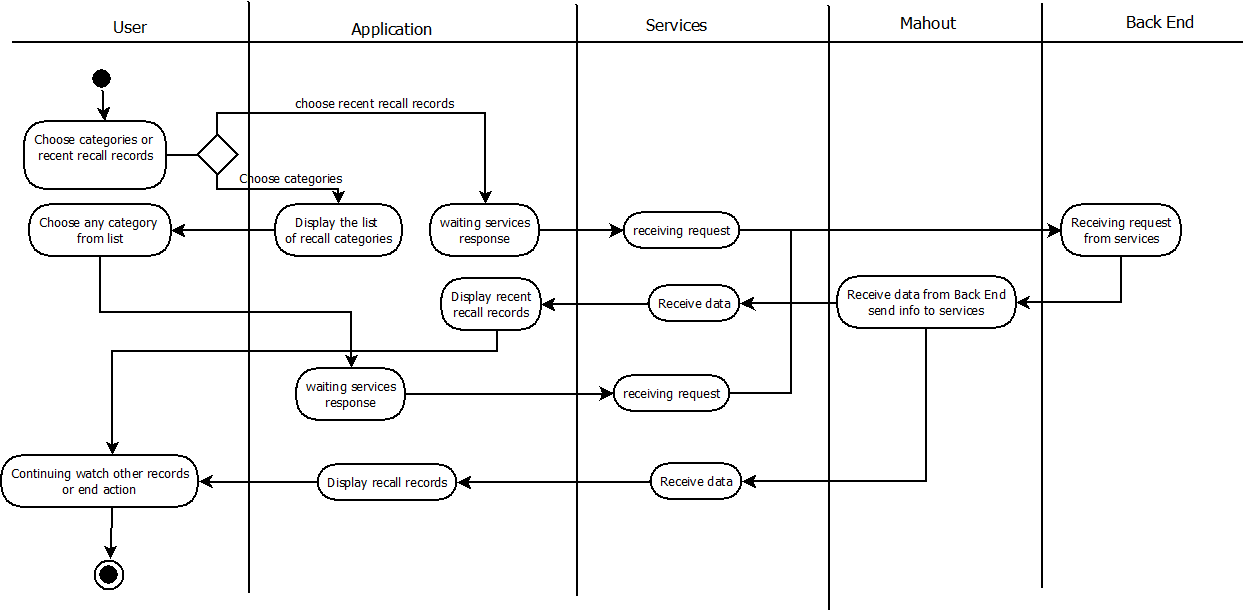 User
Application
Services
Mahout
Back End
choose recent recall records
Choose categories or
recent recall records
Choose categories
Choose any category
from list
Display the list
of recall categories
waiting services
response
receiving request
Receiving request
from services
Display recent
recall records
Receive data
Receive data from Back End
send info to services
waiting services
response
receiving request
Continuing watch other records
or end action
Display recall records
Receive data